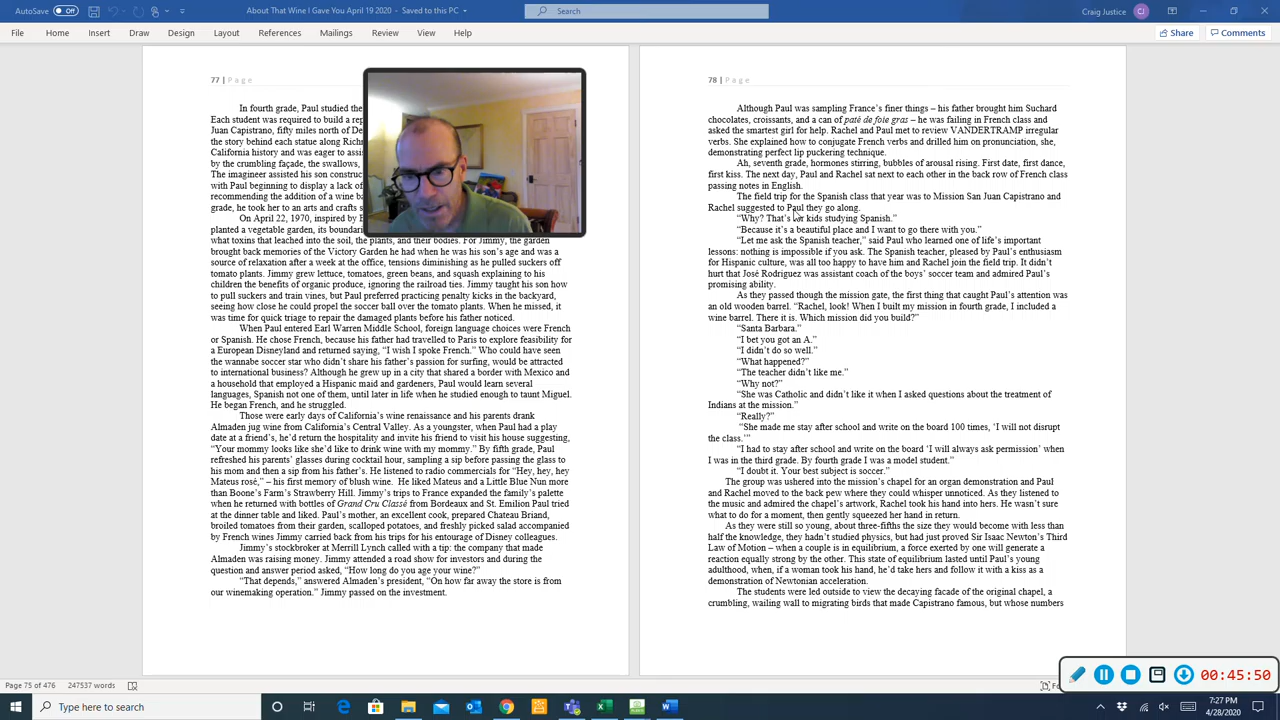 AutoSave Off About That Wine I Gave You April 19 2020 - Saved to this PC Search Craig Justice CJ
File Home Insert Draw Design Layout References Mailings Review View Help Share Comments
77 | Page
In fourth grade, Paul studied the
Each student was required to build a rep
Juan Capistrano, fifty miles north of De
the story behind each statue along Richm
California history and was eager to assis
by the crumbling façade, the swallows,
The imagineer assisted his son construc
with Paul beginning to display a lack of
recommending the addition of a wine ba
grade, he took her to an arts and crafts s
On April 22, 1970, inspired by E
planted a vegetable garden, its boundari
what toxins that leached into the soil, the plants, and their bodies. For Jimmy, the garden
brought back memories of the Victory Garden he had when he was his son's age and was a
source of relaxation after a week at the office, tensions diminishing as he pulled suckers off
tomato plants. Jimmy grew lettuce, tomatoes, green beans, and squash explaining to his
children the benefits of organic produce, ignoring the railroad ties. Jimmy taught his son how
to pull suckers and train vines, but Paul preferred practicing penalty kicks in the backyard,
seeing how close he could propel the soccer ball over the tomato plants. When he missed, it
was time for quick triage to repair the damaged plants before his father noticed.
When Paul entered Earl Warren Middle School, foreign language choices were French
or Spanish. He chose French, because his father had travelled to Paris to explore feasibility for
a European Disneyland and returned saying, "I wish I spoke French." Who could have seen
the wannabe soccer star who didn't share his father's passion for surfing, would be attracted
to international business? Although he grew up in a city that shared a border with Mexico and
a household that employed a Hispanic maid and gardeners, Paul would learn several
languages, Spanish not one of them, until later in life when he studied enough to taunt Miguel.
He began French, and he struggled.
Those were early days of California's wine renaissance and his parents drank
Almaden jug wine from California's Central Valley. As a youngster, when Paul had a play
date at a friend's, he'd return the hospitality and invite his friend to visit his house suggesting,
"Your mommy looks like she'd like to drink wine with my mommy." By fifth grade, Paul
refreshed his parents' glasses during cocktail hour, sampling a sip before passing the glass to
his mom and then a sip from his father's. He listened to radio commercials for "Hey, hey, hey
Mateus rosé," – his first memory of blush wine. He liked Mateus and a Little Blue Nun more
than Boone's Farm's Strawberry Hill. Jimmy's trips to France expanded the family's palette
when he returned with bottles of Grand Cru Classé from Bordeaux and St. Emilion Paul tried
at the dinner table and liked. Paul's mother, an excellent cook, prepared Chateau Briand,
broiled tomatoes from their garden, scalloped potatoes, and freshly picked salad accompanied
by French wines Jimmy carried back from his trips for his entourage of Disney colleagues.
Jimmy's stockbroker at Merrill Lynch called with a tip: the company that made
Almaden was raising money. Jimmy attended a road show for investors and during the
question and answer period asked, "How long do you age your wine?"
"That depends," answered Almaden's president, "On how far away the store is from
our winemaking operation." Jimmy passed on the investment.
78 | Page
Although Paul was sampling France's finer things – his father brought him Suchard
chocolates, croissants, and a can of paté de foie gras – he was failing in French class and
asked the smartest girl for help. Rachel and Paul met to review VANDERTRAMP irregular
verbs. She explained how to conjugate French verbs and drilled him on pronunciation, she,
demonstrating perfect lip puckering technique.
Ah, seventh grade, hormones stirring, bubbles of arousal rising. First date, first dance,
first kiss. The next day, Paul and Rachel sat next to each other in the back row of French class
passing notes in English.
The field trip for the Spanish class that year was to Mission San Juan Capistrano and
Rachel suggested to Paul they go along.
"Why? That's for kids studying Spanish."
"Because it's a beautiful place and I want to go there with you."
"Let me ask the Spanish teacher," said Paul who learned one of life's important
lessons: nothing is impossible if you ask. The Spanish teacher, pleased by Paul's enthusiasm
for Hispanic culture, was all too happy to have him and Rachel join the field trip. It didn't
hurt that José Rodriguez was assistant coach of the boys' soccer team and admired Paul's
promising ability.
As they passed though the mission gate, the first thing that caught Paul's attention was
an old wooden barrel. "Rachel, look! When I built my mission in fourth grade, I included a
wine barrel. There it is. Which mission did you build?"
"Santa Barbara."
"I bet you got an A."
"I didn't do so well."
"What happened?"
"The teacher didn't like me."
"Why not?"
"She was Catholic and didn't like it when I asked questions about the treatment of
Indians at the mission."
"Really?"
"She made me stay after school and write on the board 100 times, 'I will not disrupt
the class.'"
"I had to stay after school and write on the board 'I will always ask permission' when
I was in the third grade. By fourth grade I was a model student."
"I doubt it. Your best subject is soccer."
The group was ushered into the mission's chapel for an organ demonstration and Paul
and Rachel moved to the back pew where they could whisper unnoticed. As they listened to
the music and admired the chapel's artwork, Rachel took his hand into hers. He wasn't sure
what to do for a moment, then gently squeezed her hand in return.
As they were still so young, about three-fifths the size they would become with less than
half the knowledge, they hadn't studied physics, but had just proved Sir Isaac Newton's Third
Law of Motion – when a couple is in equilibrium, a force exerted by one will generate a
reaction equally strong by the other. This state of equilibrium lasted until Paul's young
adulthood, when, if a woman took his hand, he'd take hers and follow it with a kiss as a
demonstration of Newtonian acceleration.
The students were led outside to view the decaying facade of the original chapel, a
crumbling, wailing wall to migrating birds that made Capistrano famous, but whose numbers
Page 75 of 476 247537 words Fo
00:45:50
Type here to search
7:27 PM
4/28/2020